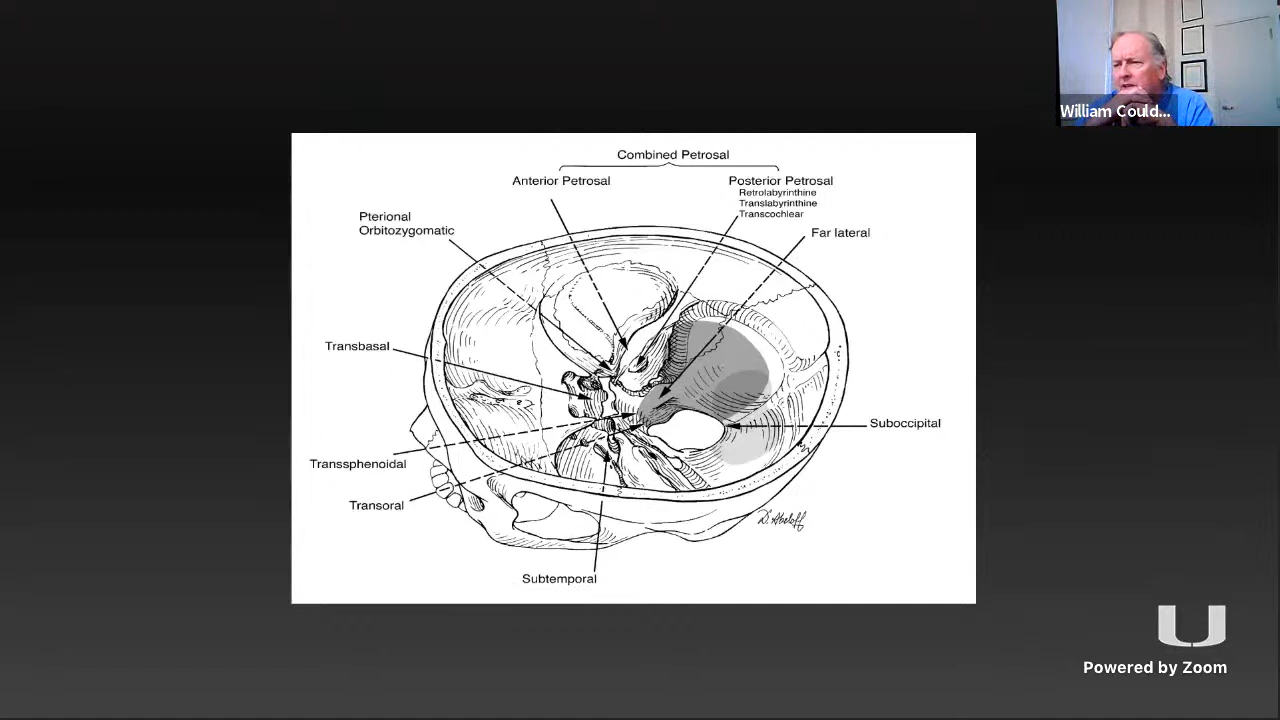 William Could...
Combined Petrosal
Anterior Petrosal
Posterior Petrosal
Retrolabyrinthine
Translabyrinthine
Transcochlear
Pterional
Orbitozygomatic
Far lateral
Transbasal
Suboccipital
Transsphenoidal
Transoral
D. Abeloff
Subtemporal
U
Powered by Zoom